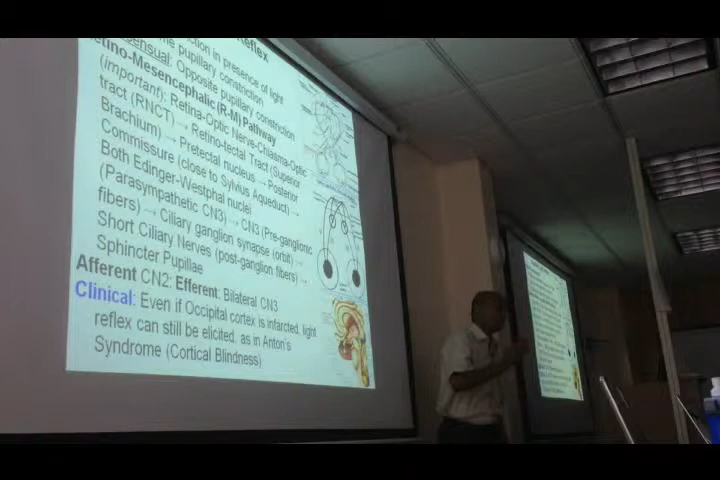 Reflex
ction in presence of light
nsensual: Opposite pupillary constriction
etino-Mesencephalic (R-M) Pathway
(important): Retina-Optic Nerve-Chiasma-Optic
tract (RNCT) → Retino-tectal Tract (Superior
Brachium) → Pretectal nucleus → Posterior
Commissure (close to Sylvius Aqueduct) →
Both Edinger-Westphal nuclei
(Parasympathetic CN3) → CN3 (Pre-ganglionic
fibers) → Ciliary ganglion synapse (orbit) →
Short Ciliary Nerves (post-ganglion fibers) →
Sphincter Pupillae
Afferent CN2: Efferent: Bilateral CN3
Clinical: Even if Occipital cortex is infarcted, light
reflex can still be elicited, as in Anton's
Syndrome (Cortical Blindness)